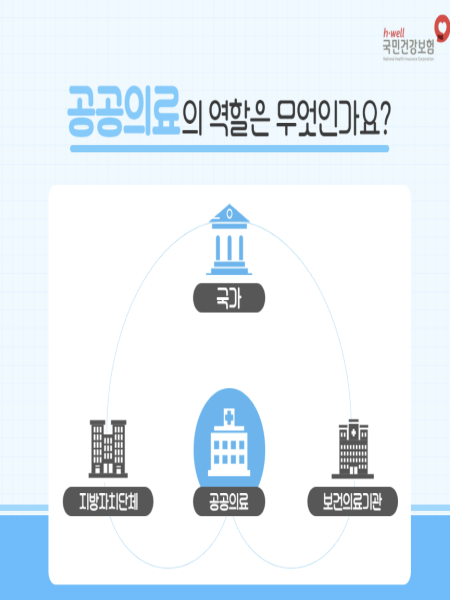 h·well
국민건강보험
National Health Insurance Corporation
공공의료의 역할은 무엇인가요?
국가
지방자치단체
공공의료
보건의료기관